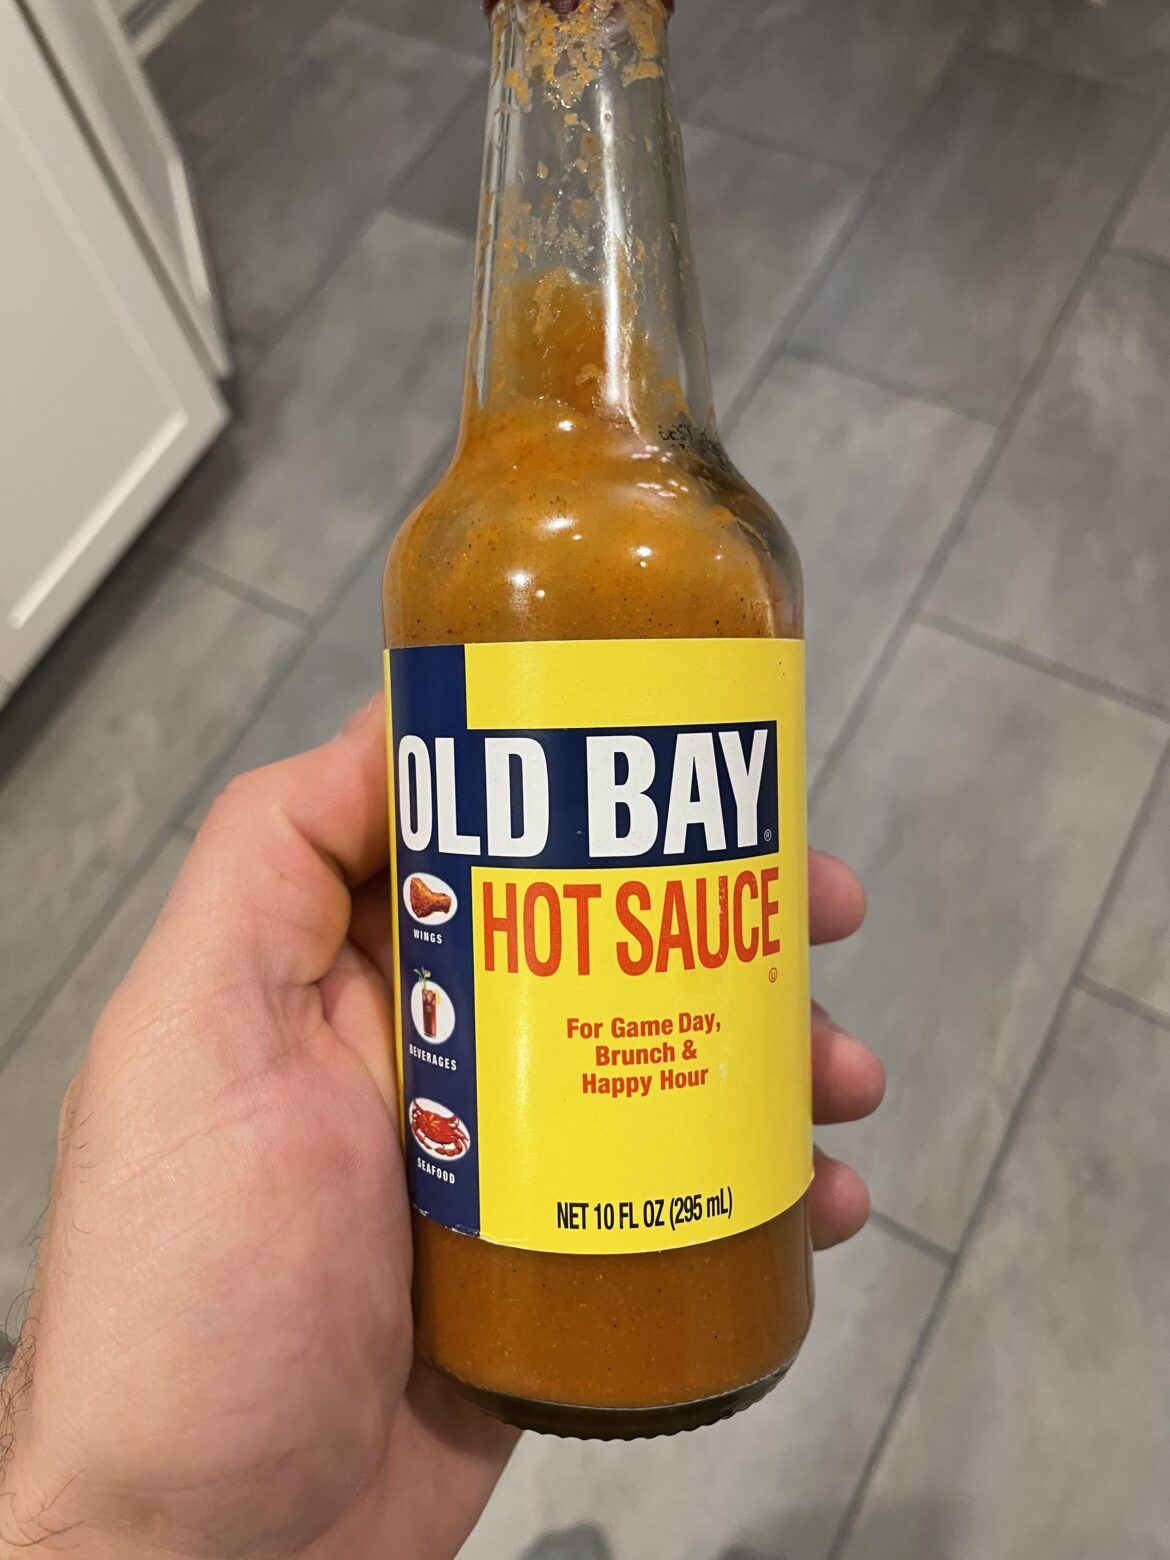 OLD BAY®
HOT SAUCE
U
WINGS
BEVERAGES
SEAFOOD
For Game Day,
Brunch &
Happy Hour
NET 10 FL OZ (295 mL)